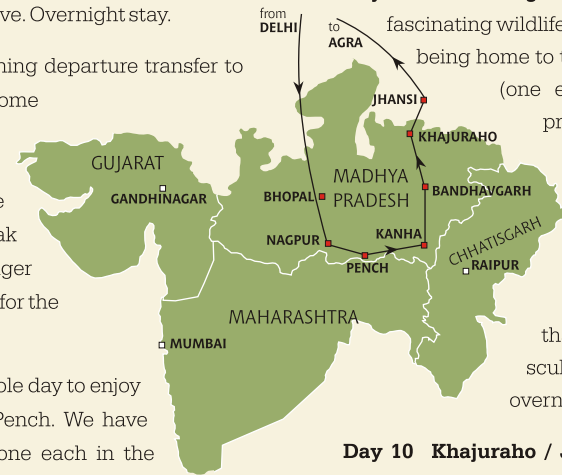 ve. Overnight stay.
ning departure transfer to
ome
e
ak
ger
for the
ole day to enjoy
Pench. We have
one each in the
from
DELHI
to
AGRA
JHANSI
KHAJURAHO
GUJARAT
GANDHINAGAR
BHOPAL
MADHYA
PRADESH
BANDHAVGARH
NAGPUR
KANHA
PENCH
CHHATISGARH
RAIPUR
MAHARASHTRA
MUMBAI
fascinating wildlife
being home to t
(one e
pr
th
scul
overn
Day 10 Khajuraho / J